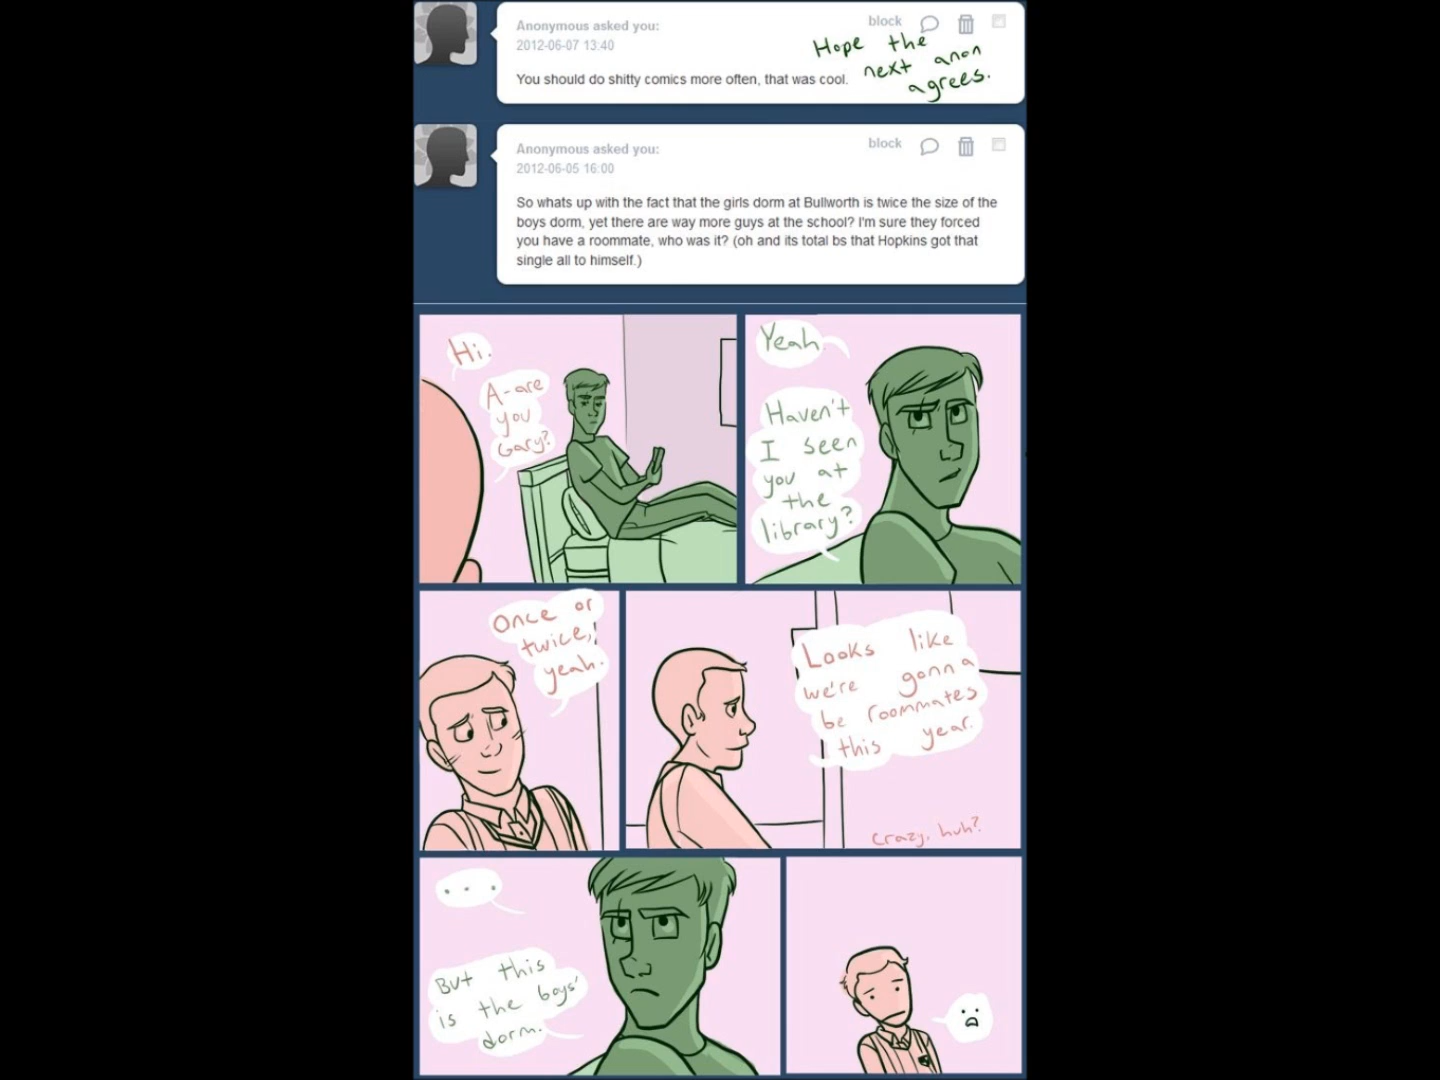 Anonymous asked you:
block
2012-06-07 13:40
You should do shitty comics more often, that was cool.
Hope the
next anon
agrees.
Anonymous asked you:
block
2012-06-05 16:00
So whats up with the fact that the girls dorm at Bullworth is twice the size of the
boys dorm, yet there are way more guys at the school? I'm sure they forced
you have a roommate, who was it? (oh and its total bs that Hopkins got that
single all to himself.)
Hi.
A-are
you
Gary?
Yeah.
Haven't
I seen
you at
the
library?
Once or
twice,
yeah.
Looks like
we're gonna
be roommates
this year.
Crazy, huh?
. . .
But this
is the boys'
dorm.